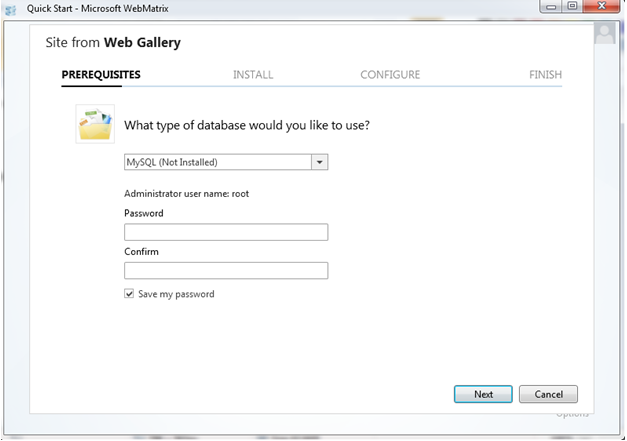 Quick Start - Microsoft WebMatrix
Site from Web Gallery
PREREQUISITES INSTALL CONFIGURE FINISH
What type of database would you like to use?
MySQL (Not Installed)
Administrator user name: root
Password
Confirm
Save my password
Next Cancel
Options